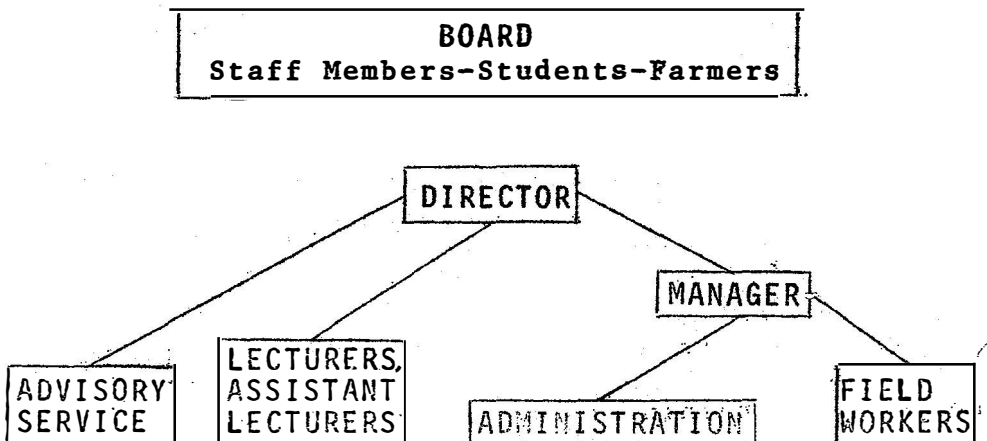 BOARD
Staff Members-Students-Farmers
DIRECTOR
MANAGER
ADVISORY
SERVICE
LECTURERS,
ASSISTANT
LECTURERS
ADMINISTRATION
FIELD
WORKERS